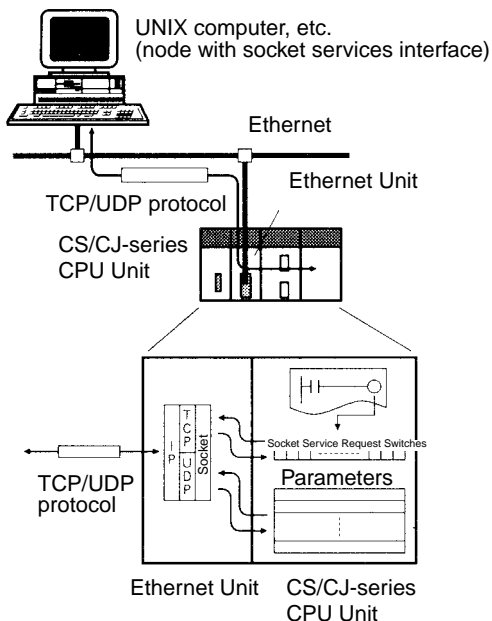 UNIX computer, etc.
(node with socket services interface)
Ethernet
Ethernet Unit
TCP/UDP protocol
CS/CJ-series
CPU Unit
IP
TCP
UDP
Socket
Socket Service Request Switches
Parameters
TCP/UDP
protocol
Ethernet Unit
CS/CJ-series
CPU Unit